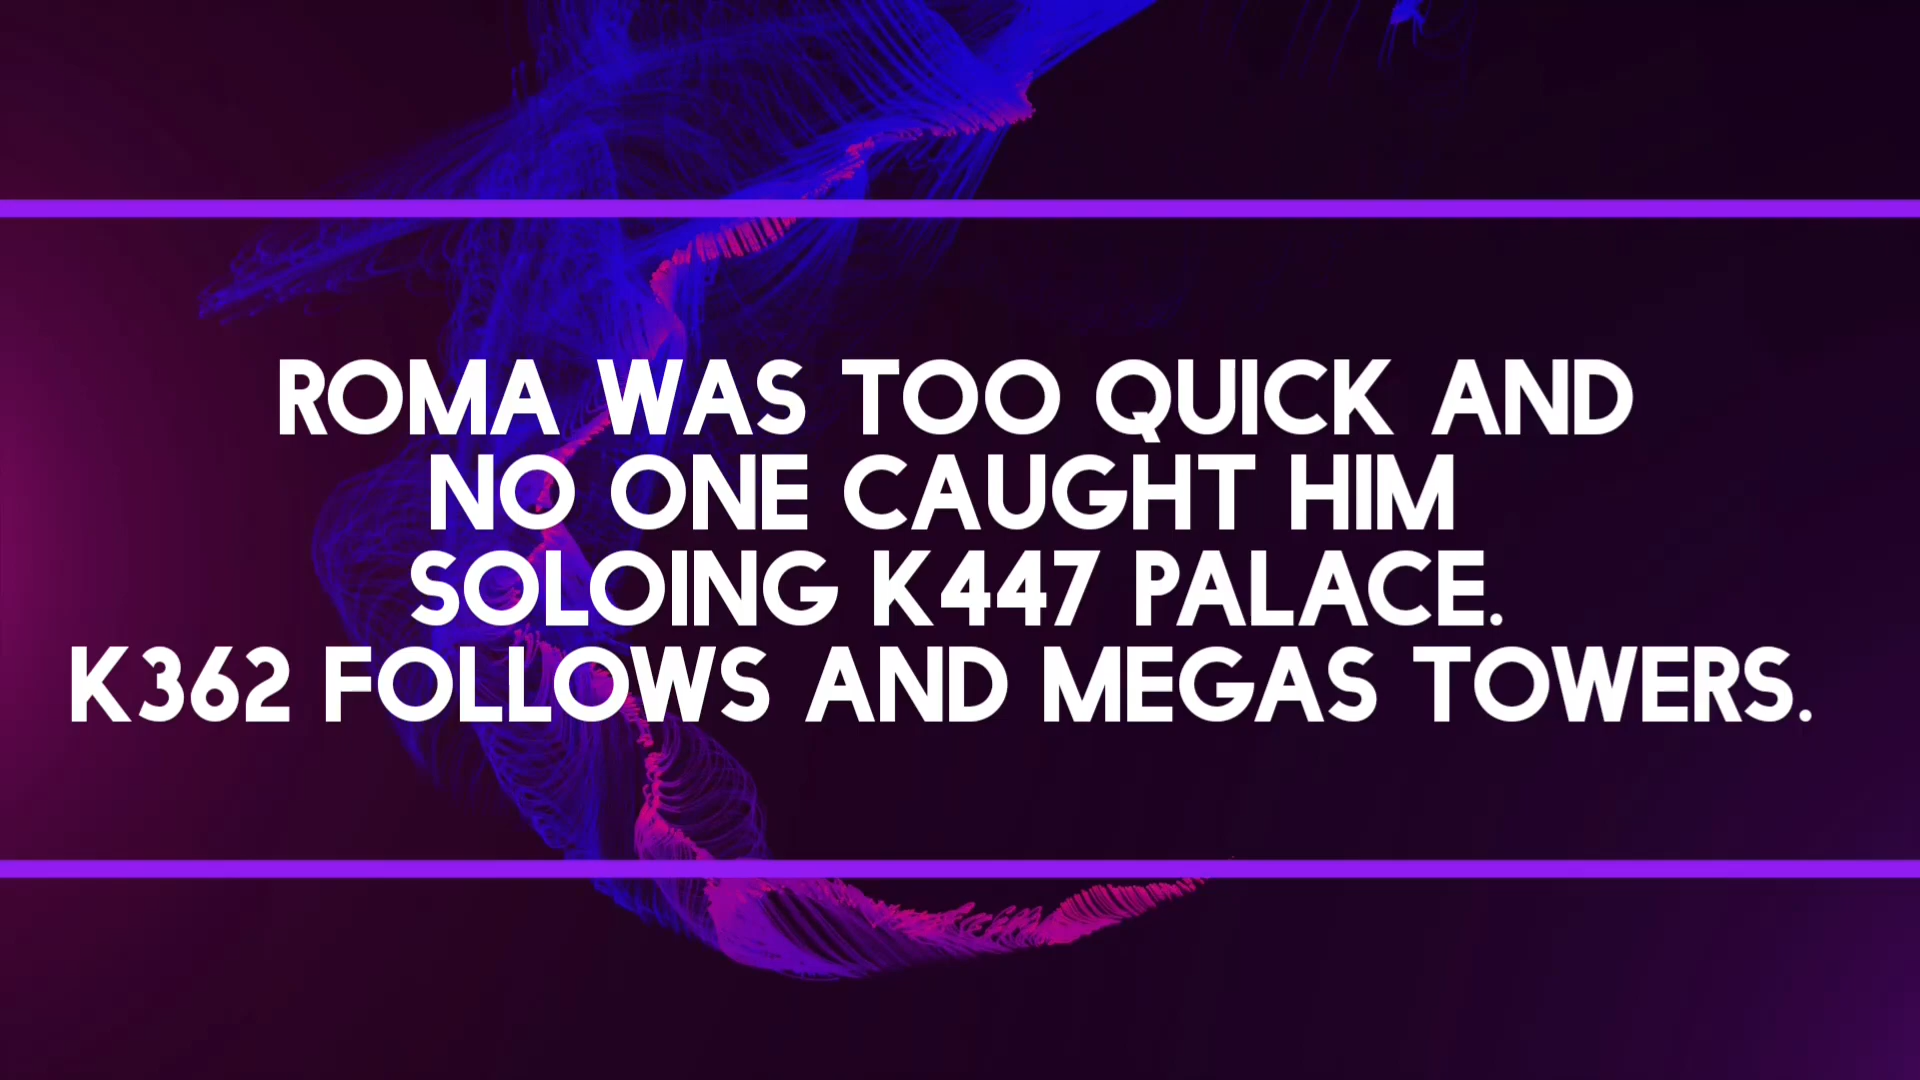 ROMA WAS TOO QUICK AND
NO ONE CAUGHT HIM
SOLOING K447 PALACE.
K362 FOLLOWS AND MEGAS TOWERS.